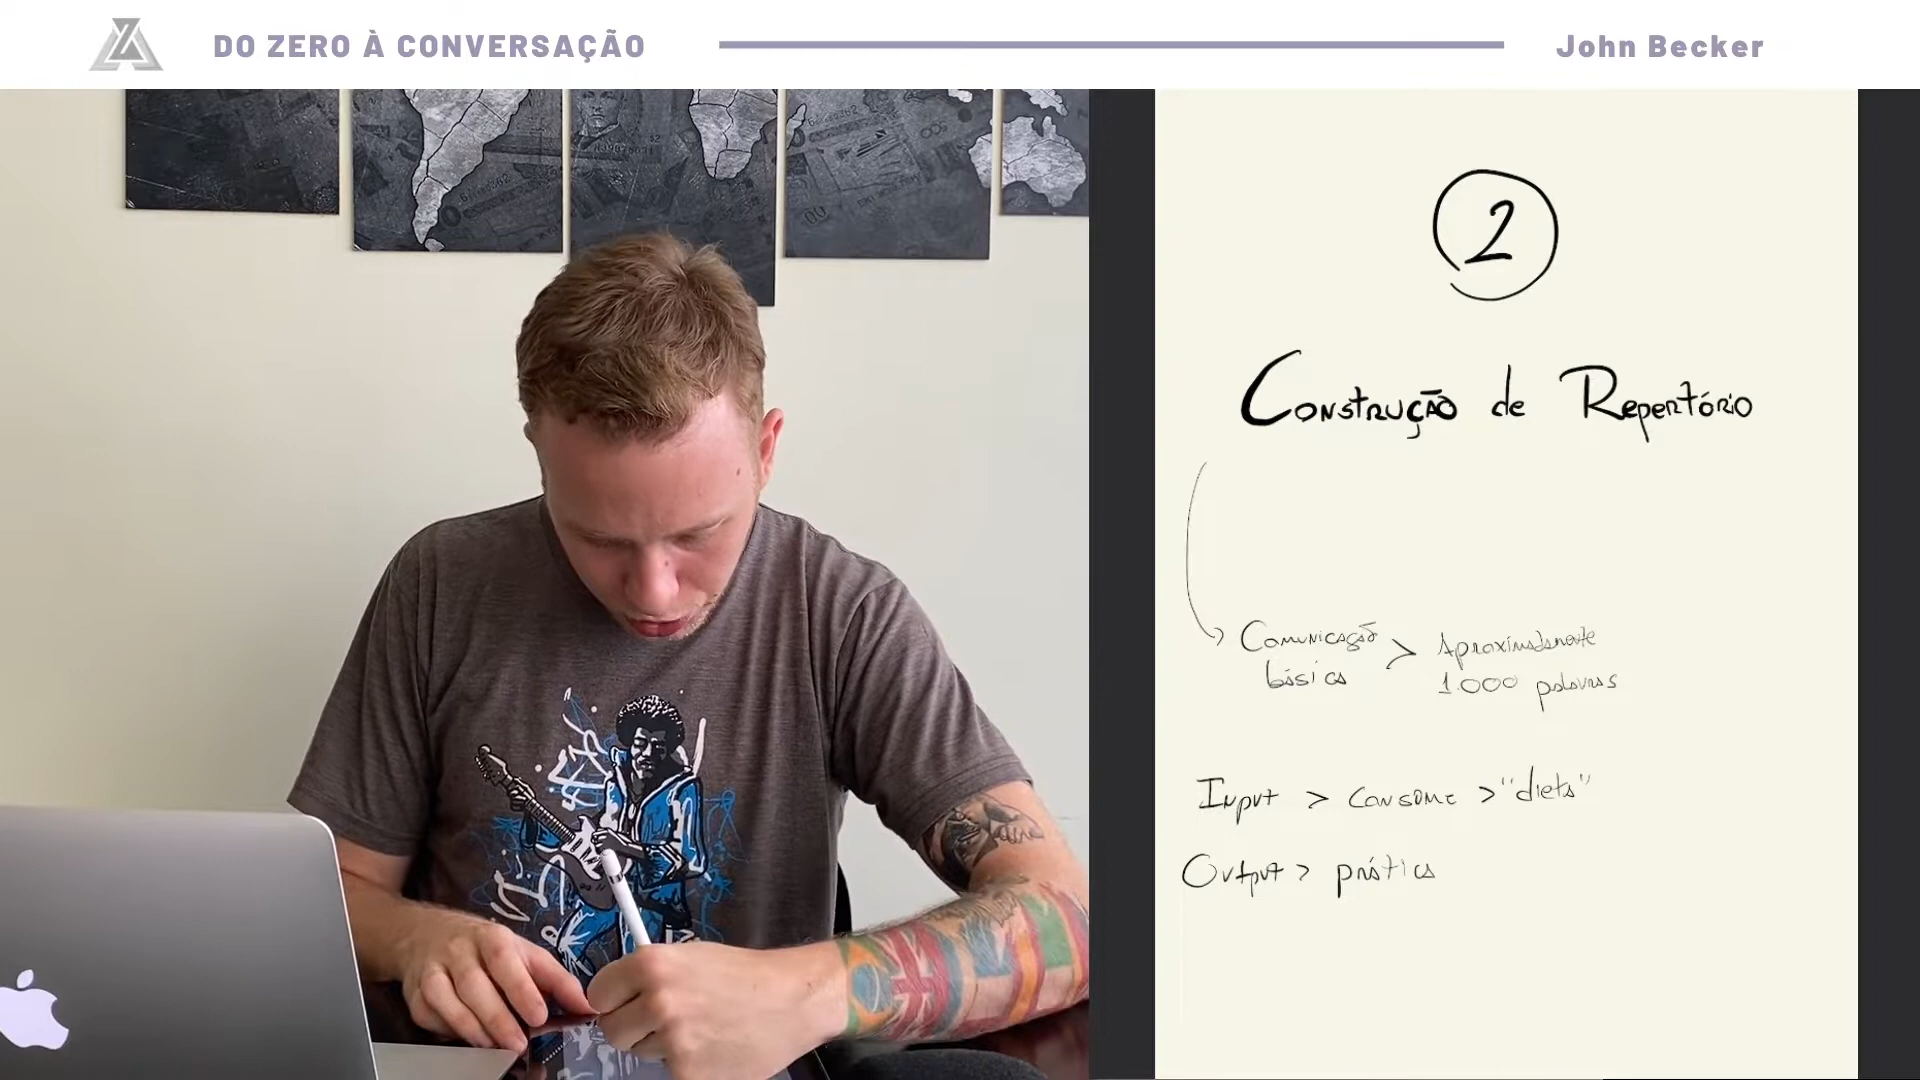 DO ZERO À CONVERSAÇÃO
John Becker
2
Construção de Repertório
Comunicação > Aproximadamente
básica 1.000 palavras
Input > Consome > "dieta"
Output > prática